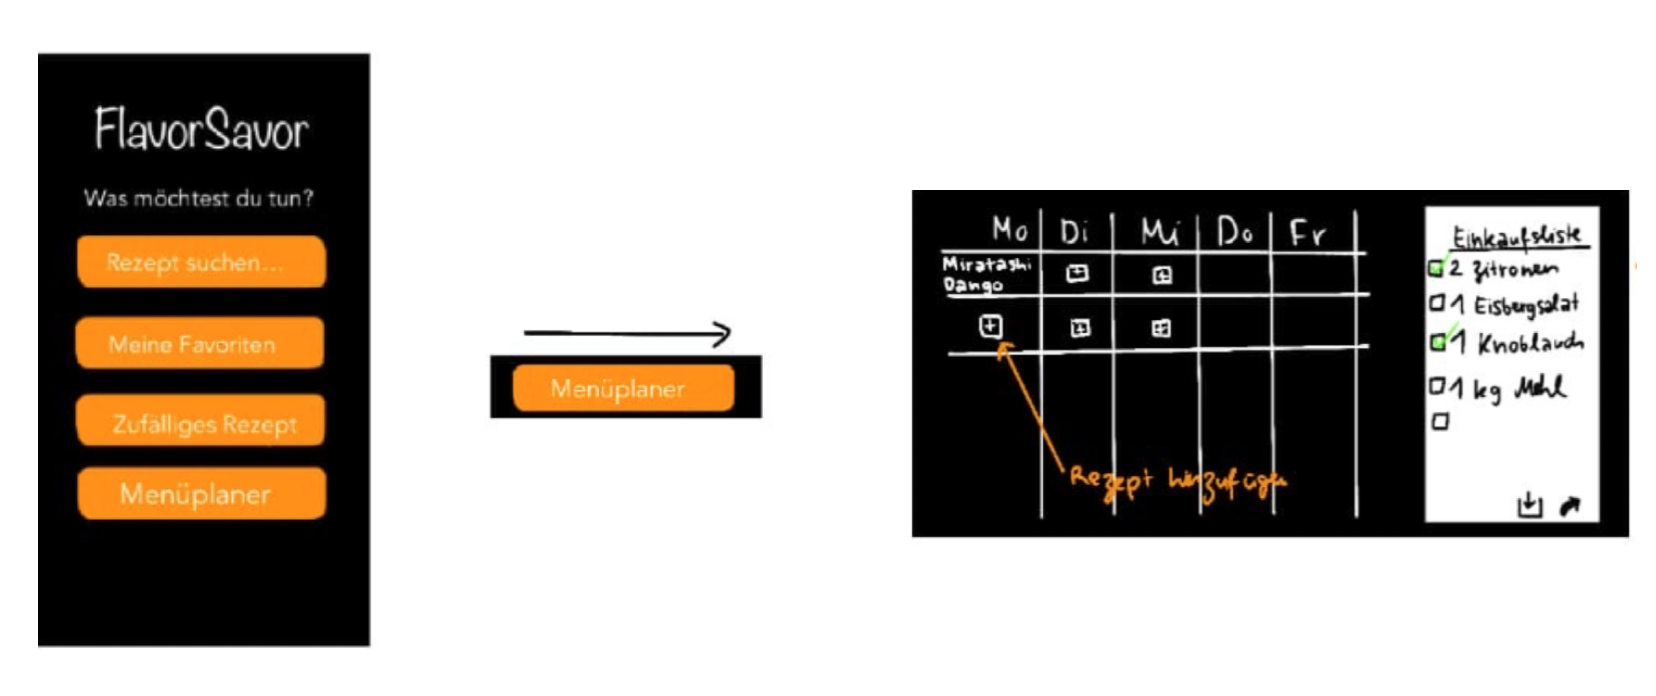 FlavorSavor
Was möchtest du tun?
Rezept suchen...
Meine Favoriten
Zufälliges Rezept
Menüplaner
Menüplaner
Mo Di Mi Do Fr
Miratashi
Dango
Rezept hinzufügen
Einkaufsliste
2 Zitronen
1 Eisbergsalat
1 Knoblauch
1 kg Mehl